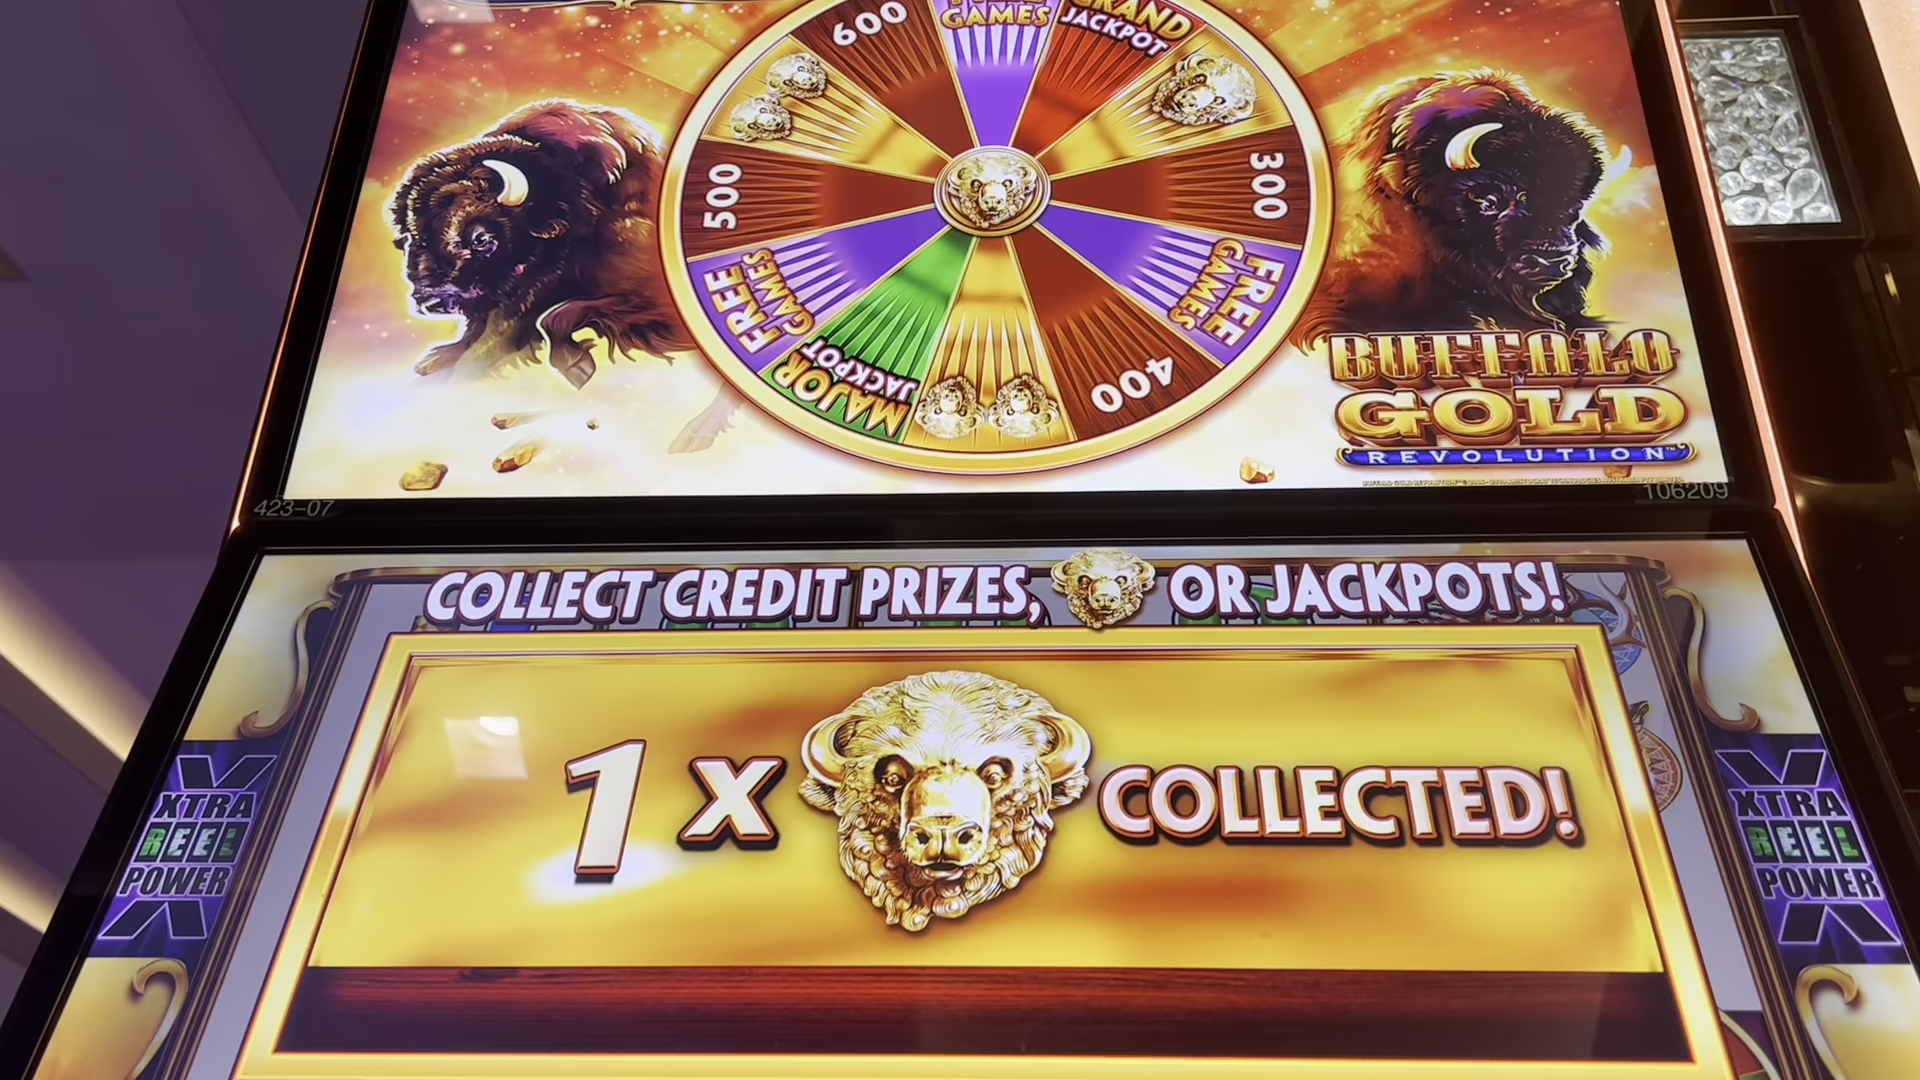 600
GAMES
GRAND
JACKPOT
500
300
FREE
GAMES
FREE
GAMES
MAJOR
JACKPOT
400
BUFFALO
GOLD
REVOLUTION™
423-07
106209
COLLECT CREDIT PRIZES, OR JACKPOTS!
1 X COLLECTED!
XTRA
REEL
POWER
XTRA
REEL
POWER